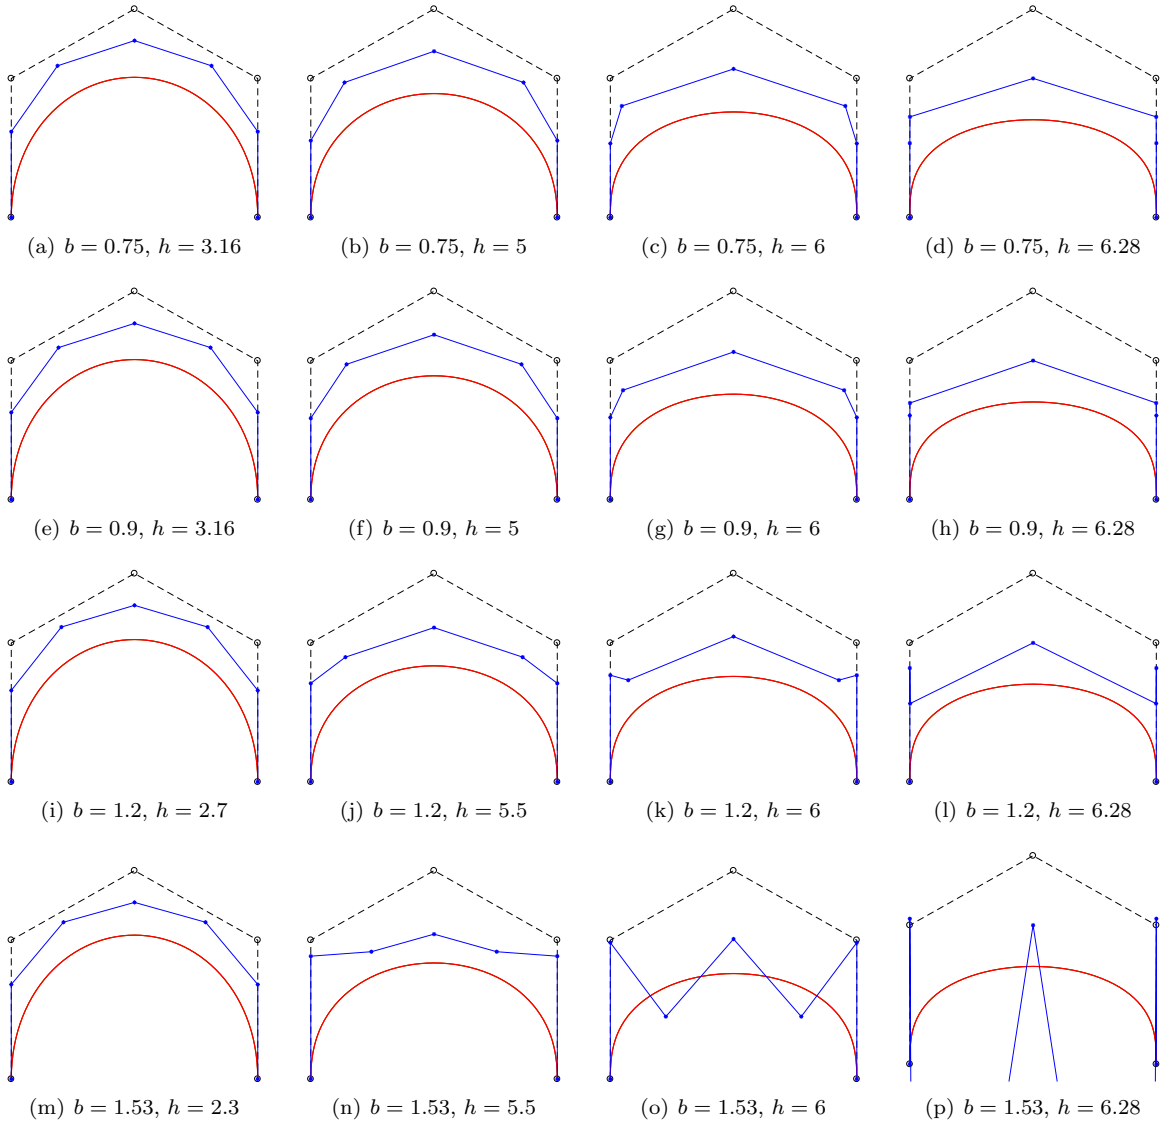 (a) b = 0.75, h = 3.16
(b) b = 0.75, h = 5
(c) b = 0.75, h = 6
(d) b = 0.75, h = 6.28
(e) b = 0.9, h = 3.16
(f) b = 0.9, h = 5
(g) b = 0.9, h = 6
(h) b = 0.9, h = 6.28
(i) b = 1.2, h = 2.7
(j) b = 1.2, h = 5.5
(k) b = 1.2, h = 6
(l) b = 1.2, h = 6.28
(m) b = 1.53, h = 2.3
(n) b = 1.53, h = 5.5
(o) b = 1.53, h = 6
(p) b = 1.53, h = 6.28